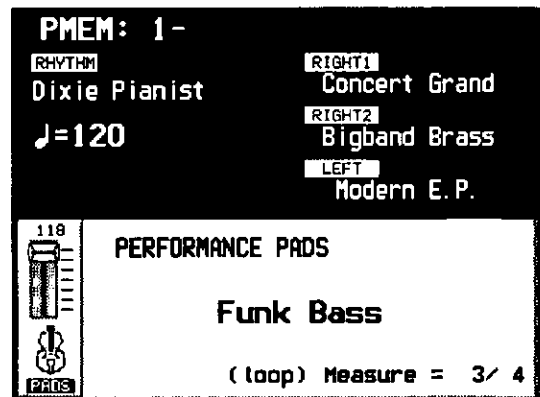 PMEM: 1-
RHYTHM
Dixie Pianist
♩=120
RIGHT1
Concert Grand
RIGHT2
Bigband Brass
LEFT
Modern E.P.
118
PERFORMANCE PADS
Funk Bass
PADS
(loop) Measure = 3/ 4